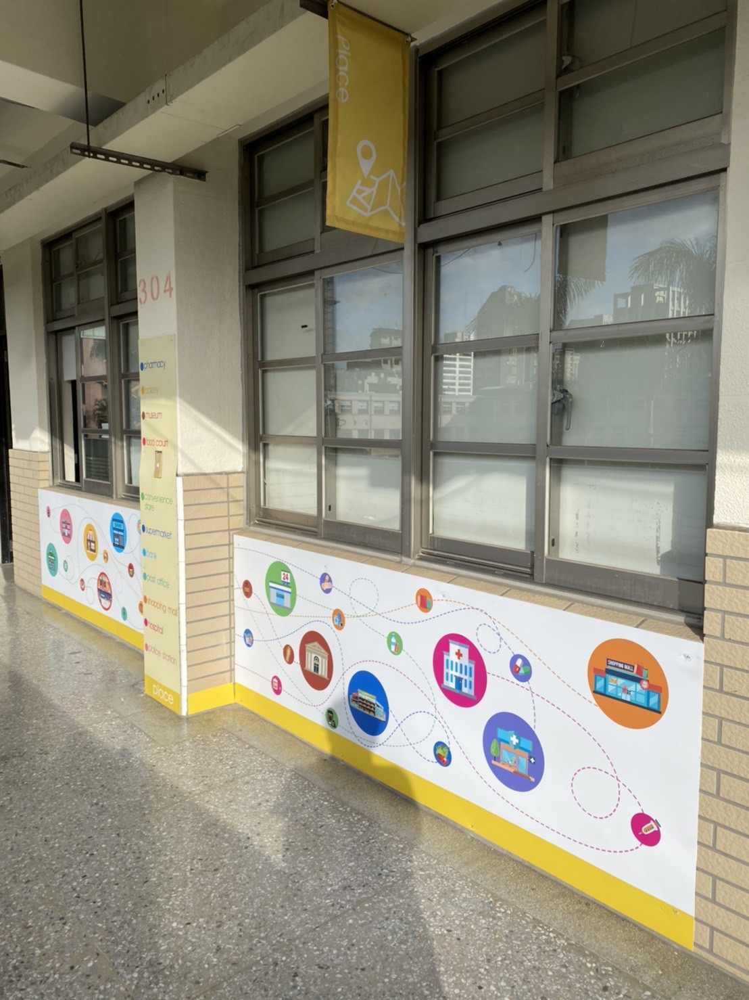 place
304
pharmacy
bakery
museum
food court
convenience
store
supermarket
bank
post office
shopping mall
hospital
police station
place
24
SHOPPING MALL